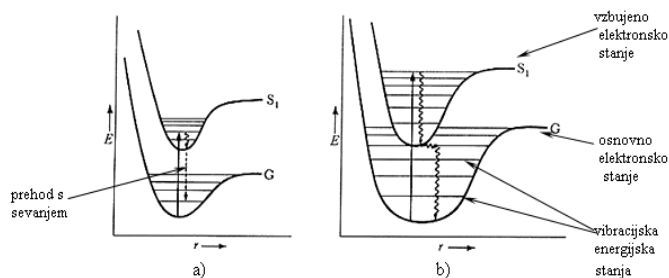 vzbujeno
elektronsko
stanje
S1
S1
E
E
G
G
osnovno
elektronsko
stanje
prehod s
sevanjem
vibracijska
energijska
stanja
r
r
a)
b)